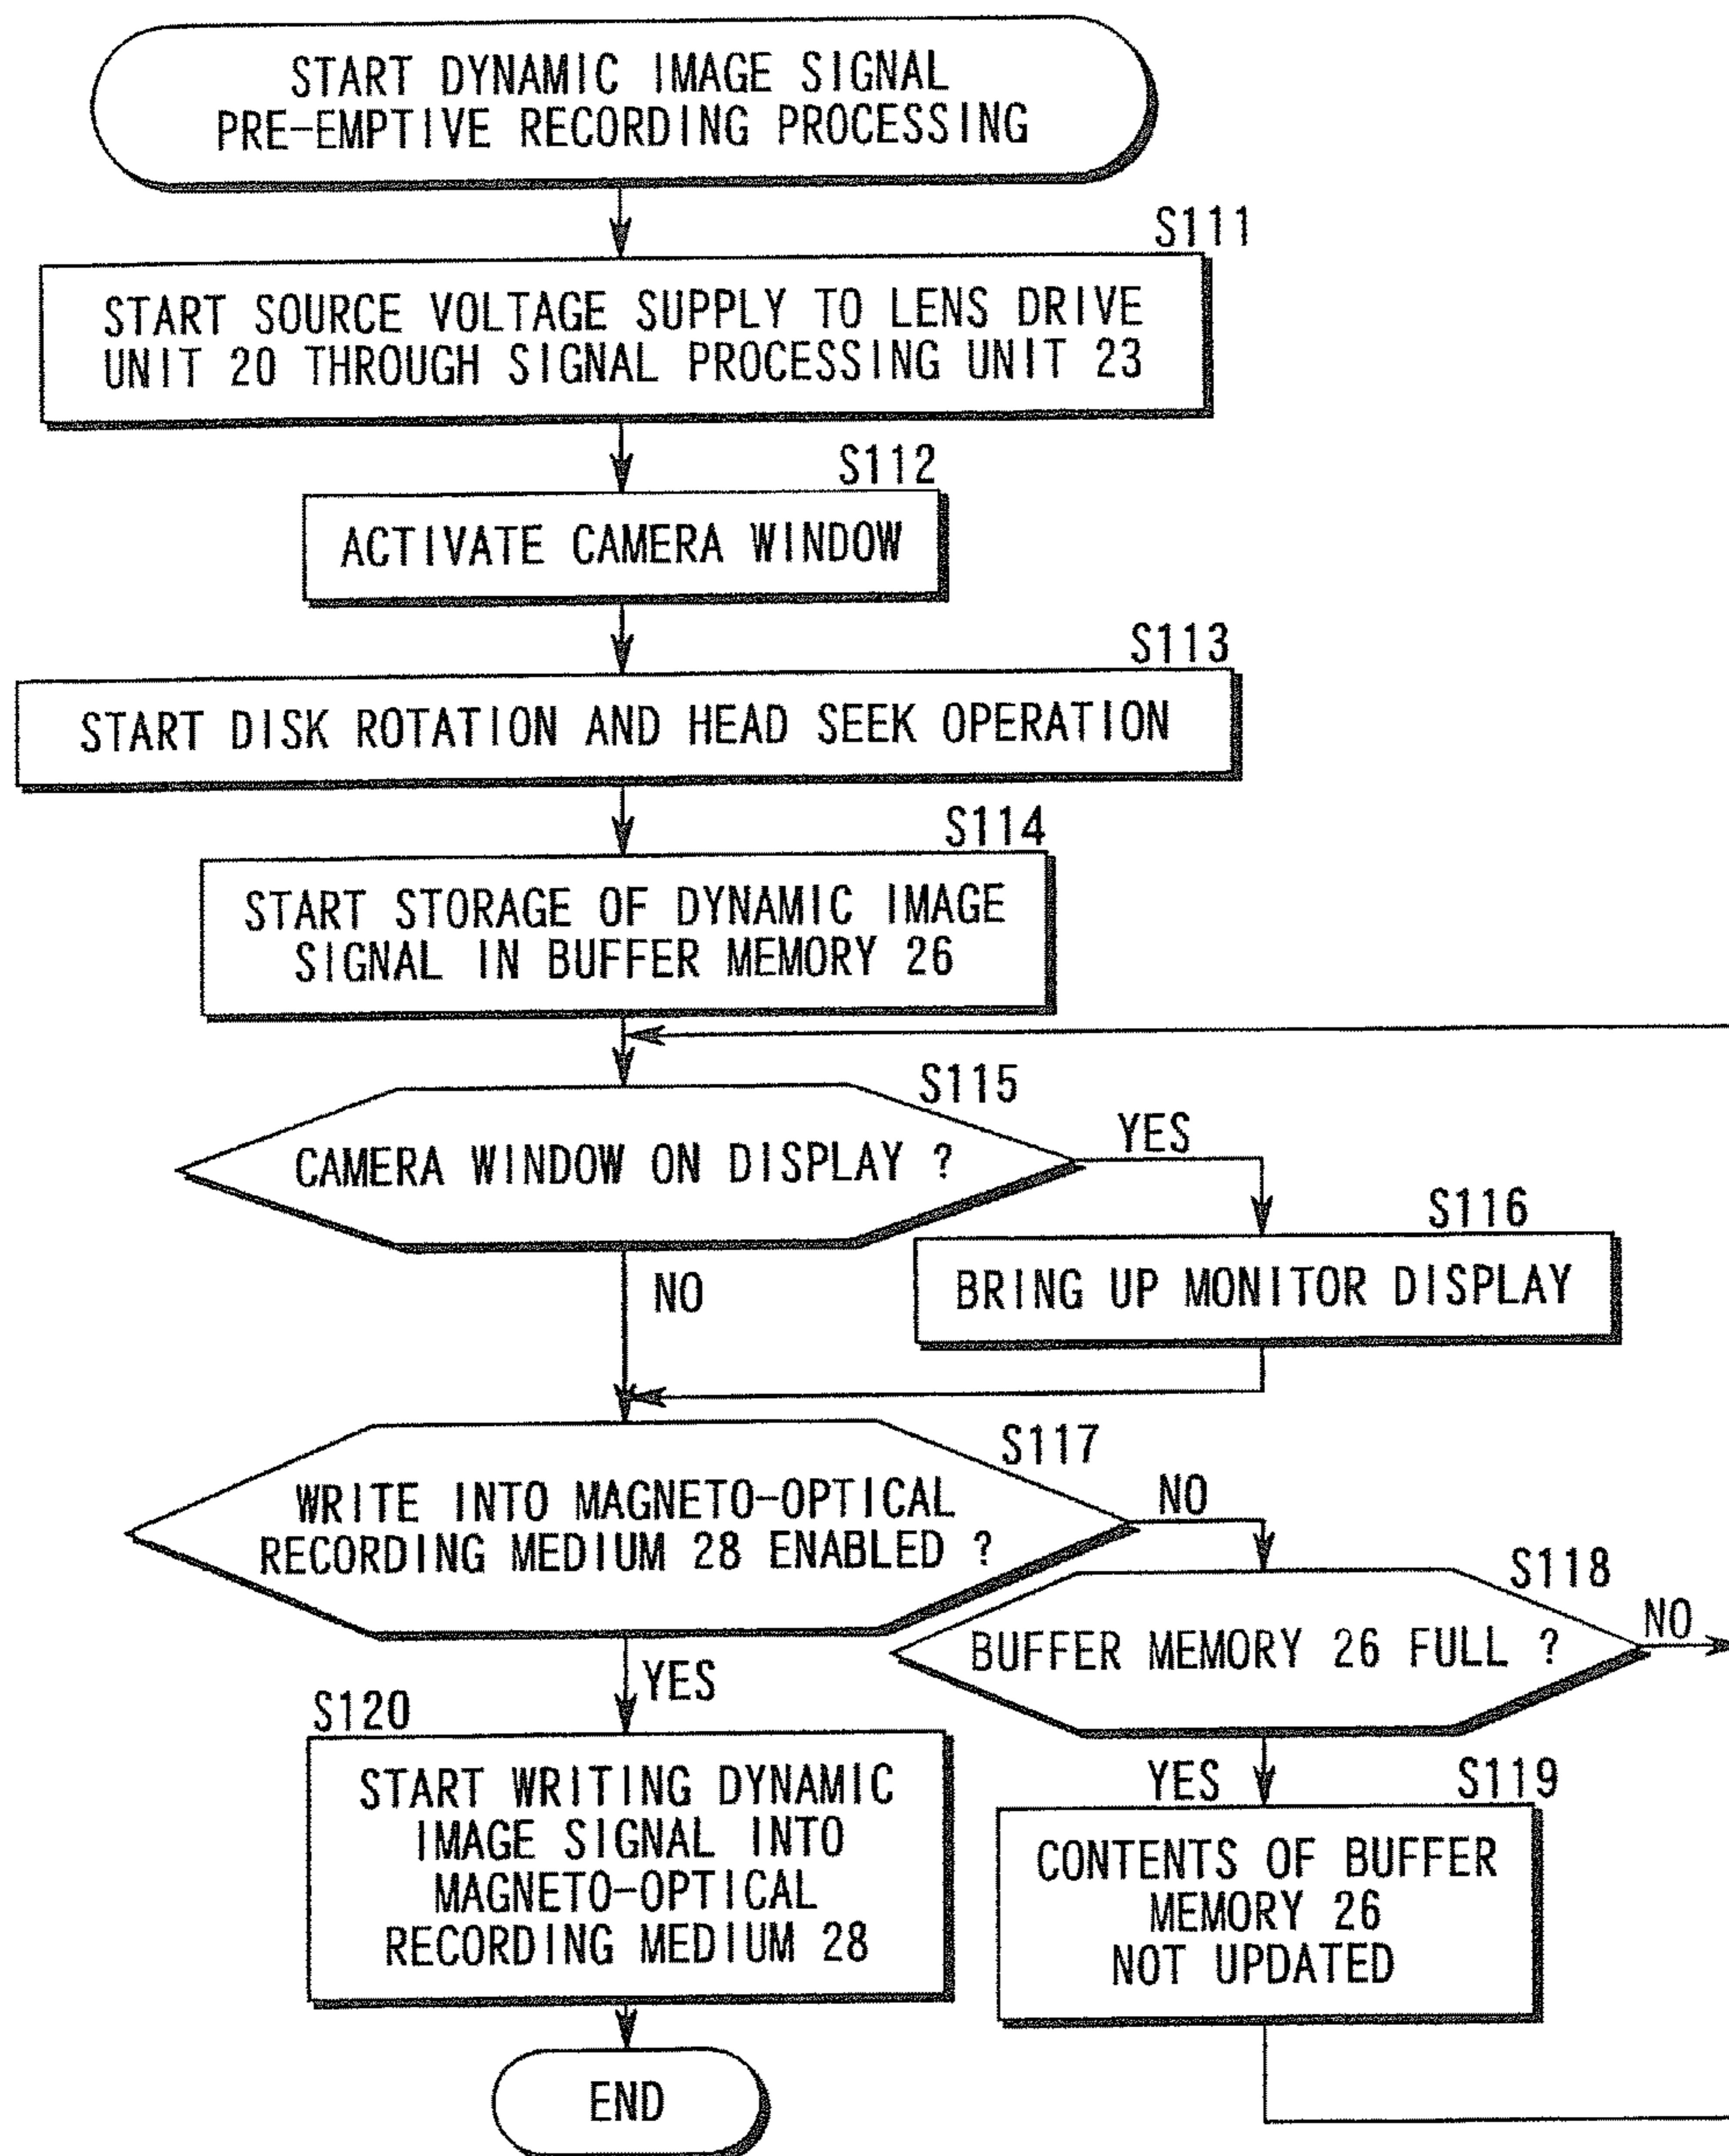 START DYNAMIC IMAGE SIGNAL
PRE-EMPTIVE RECORDING PROCESSING
S111
START SOURCE VOLTAGE SUPPLY TO LENS DRIVE
UNIT 20 THROUGH SIGNAL PROCESSING UNIT 23
S112
ACTIVATE CAMERA WINDOW
S113
START DISK ROTATION AND HEAD SEEK OPERATION
S114
START STORAGE OF DYNAMIC IMAGE
SIGNAL IN BUFFER MEMORY 26
S115
CAMERA WINDOW ON DISPLAY ?
YES
S116
BRING UP MONITOR DISPLAY
NO
S117
WRITE INTO MAGNETO-OPTICAL
RECORDING MEDIUM 28 ENABLED ?
NO
S118
BUFFER MEMORY 26 FULL ?
NO
YES
S120
START WRITING DYNAMIC
IMAGE SIGNAL INTO
MAGNETO-OPTICAL
RECORDING MEDIUM 28
YES
S119
CONTENTS OF BUFFER
MEMORY 26
NOT UPDATED
END